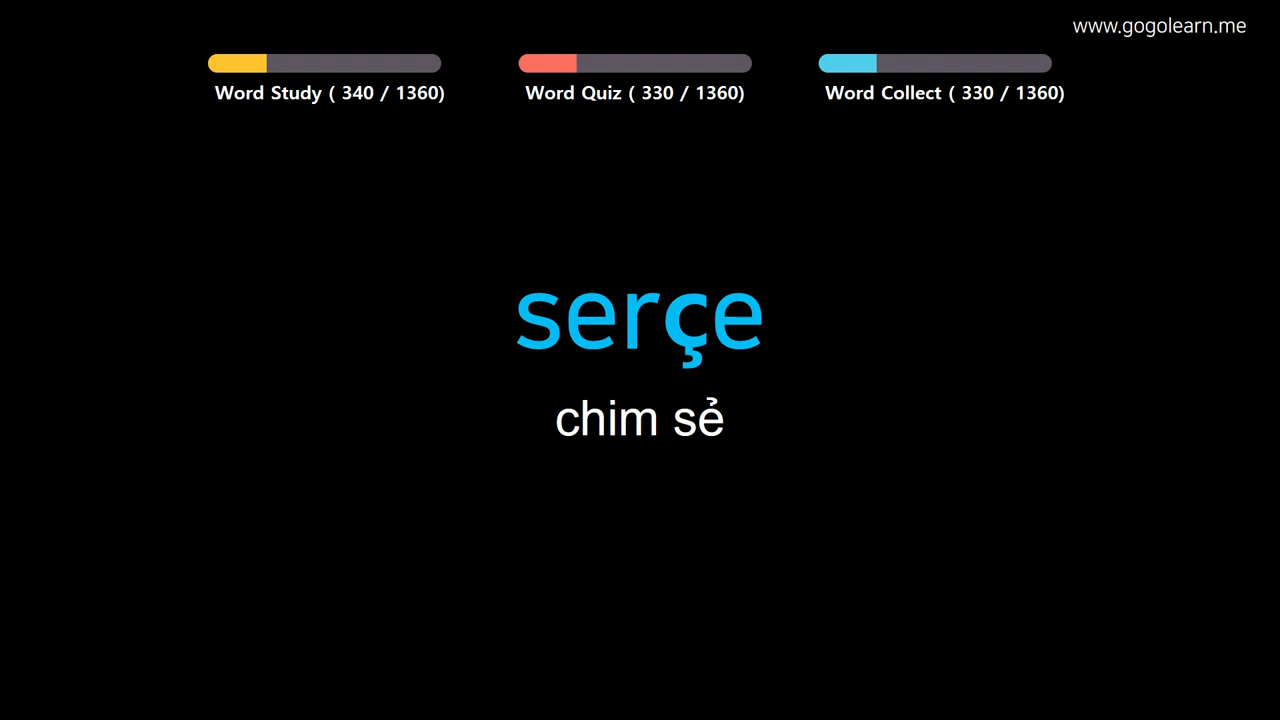 www.gogolearn.me
Word Study ( 340 / 1360)
Word Quiz ( 330 / 1360)
Word Collect ( 330 / 1360)
serçe
chim sẻ